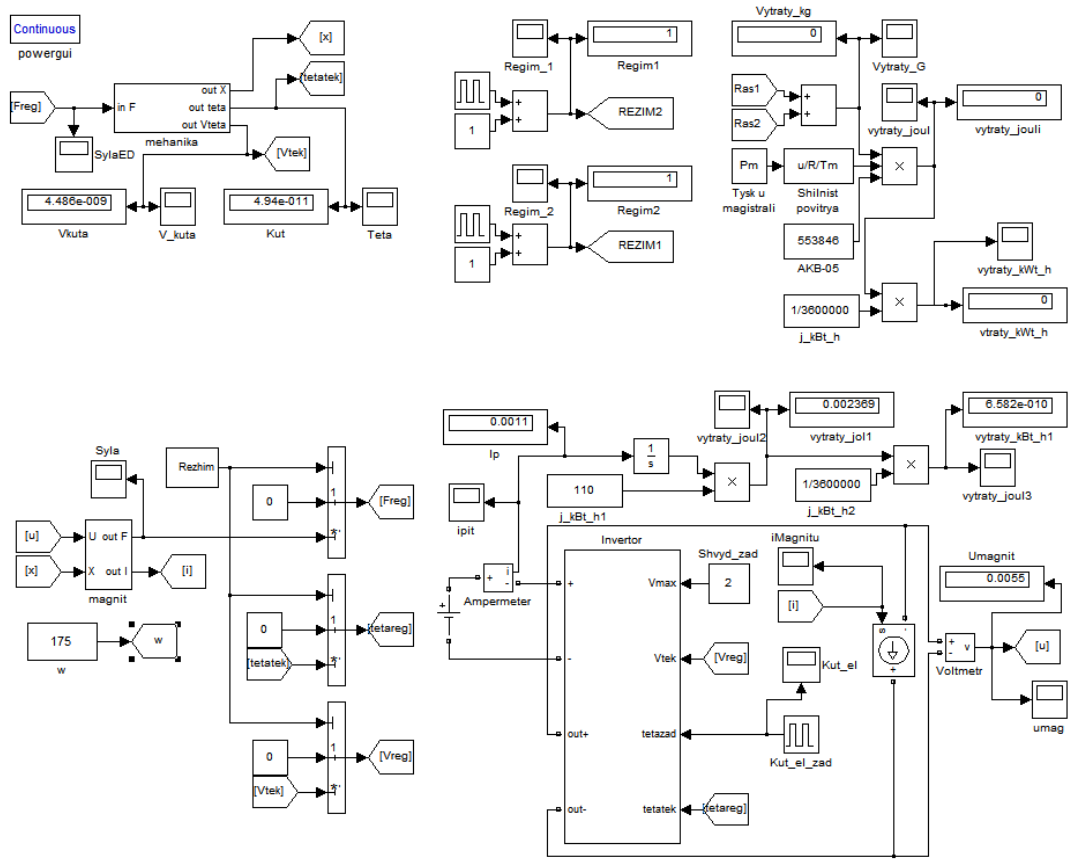 Continuous
powergui
[Freg]
in F
out X
out teta
out Vteta
mehanika
[x]
[tetatek]
[Vtek]
SylaED
4.486e-009
Vkuta
V_kuta
4.94e-011
Kut
Teta
Regim_1
1
Regim1
1
+
+
REZIM2
Regim_2
1
Regim2
1
+
+
REZIM1
Vytraty_kg
0
Vytraty_G
Ras1
Ras2
+
+
vytraty_joul
0
vytraty_jouli
Pm
Tysk u
magistrali
u/R/Tm
Shilnist
povitrya
×
553846
AKB-05
vytraty_kWt_h
1/3600000
j_kBt_h
×
0
vtraty_kWt_h
Syla
[u]
[x]
U out F
X out I
magnit
[i]
175
w
w
Rezhim
0
1
*'
[Freg]
0
[tetatek]
1
*'
[tetareg]
0
[Vtek]
1
*'
[Vreg]
0.0011
Ip
ipit
1
s
110
j_kBt_h1
×
vytraty_joul2
0.002369
vytraty_jol1
1/3600000
j_kBt_h2
×
6.582e-010
vytraty_kBt_h1
vytraty_joul3
+
i
-
Ampermeter
+
Invertor
+
-
out+
out-
Vmax
Vtek
tetazad
tetatek
Shvyd_zad
2
[Vreg]
Kut_el
Kut_el_zad
[tetareg]
iMagnitu
[i]
s
-
+
+
-
v
Voltmetr
Umagnit
0.0055
[u]
umag